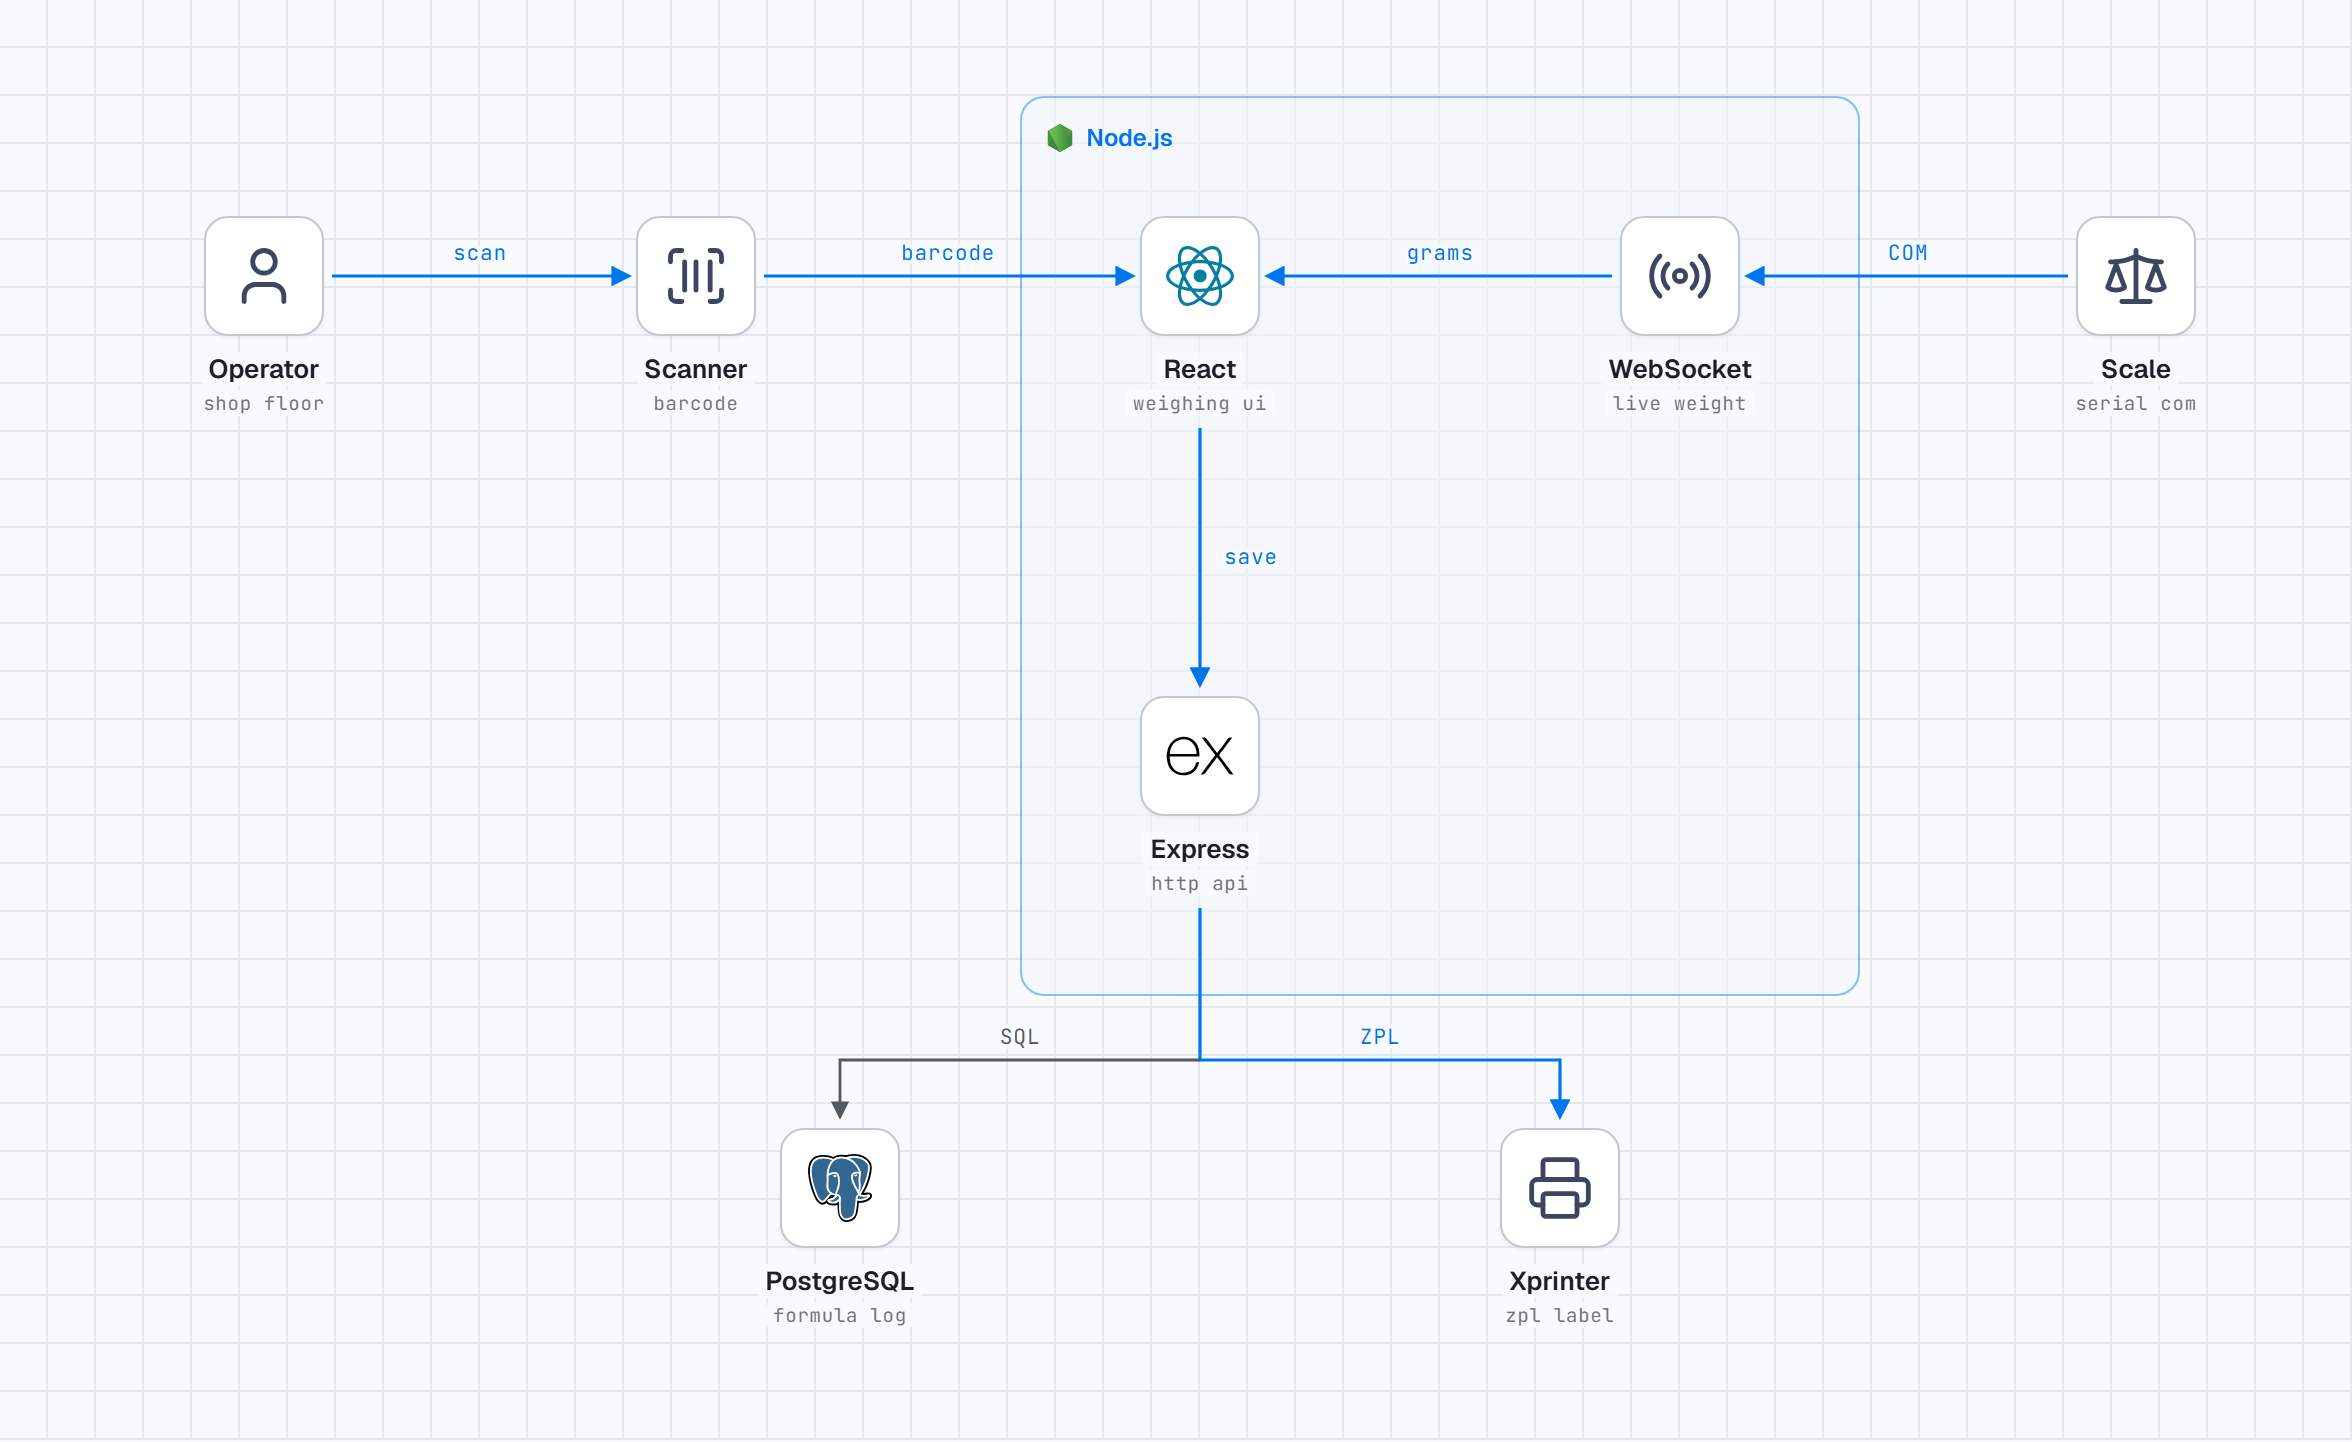 Node.js
scan
barcode
grams
COM
Operator
shop floor
Scanner
barcode
React
weighing ui
WebSocket
live weight
Scale
serial com
save
ex
Express
http api
SQL
ZPL
PostgreSQL
formula log
Xprinter
zpl label